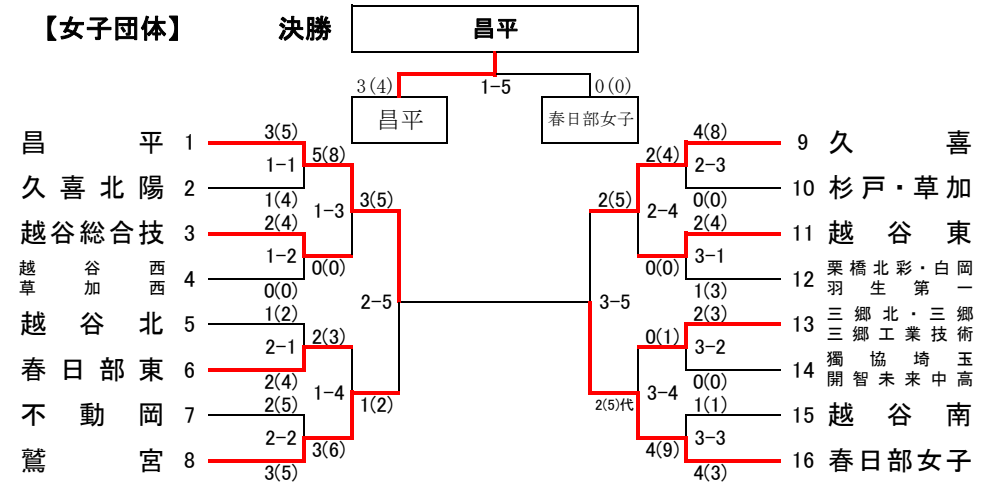 【女子団体】 決勝 昌平
3(4) 1-5 0(0)
昌平 春日部女子
昌平 1 3(5)
1-1 5(8)
久喜北陽 2 1(4)
1-3 3(5)
越谷総合技 3 2(4)
1-2 0(0)
越谷西
草加西 4 0(0)
2-5
越谷北 5 1(2)
2-1 2(3)
春日部東 6 2(4)
1-4 1(2)
不動岡 7 2(5)
2-2 3(6)
鷲宮 8 3(5)
4(8) 9 久喜
2(4) 2-3
0(0) 10 杉戸・草加
2(5) 2-4
2(4) 11 越谷東
0(0) 3-1
1(3) 12 栗橋北彩・白岡
羽生第一
3-5
2(3) 13 三郷北・三郷
三郷工業技術
0(1) 3-2
0(0) 14 獨協埼玉
開智未来中高
2(5)代 3-4
1(1) 15 越谷南
4(9) 3-3
4(3) 16 春日部女子